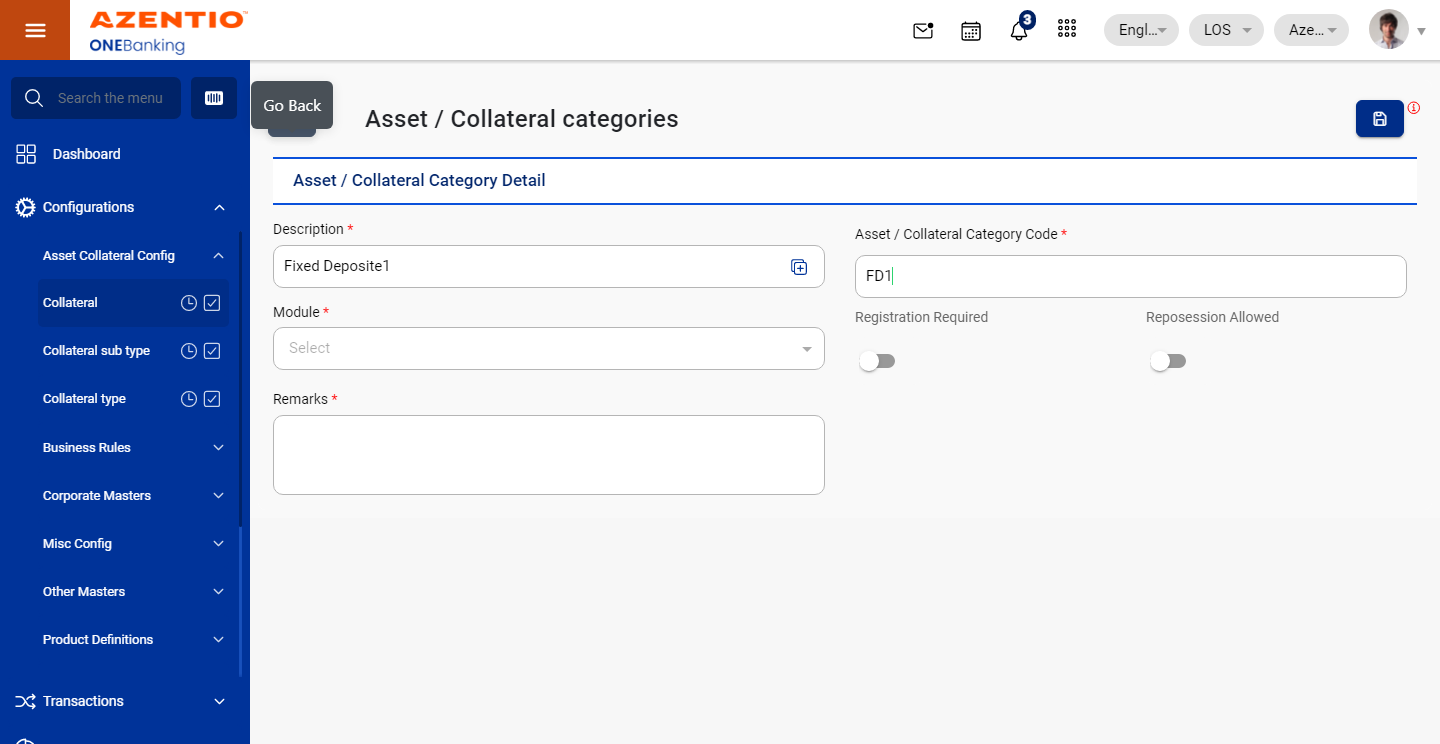 AZENTIO™
ONEBanking
3
Engl...
LOS
Aze...
Search the menu
Go Back
Asset / Collateral categories
Dashboard
Asset / Collateral Category Detail
Configurations
Description *
Asset / Collateral Category Code *
Asset Collateral Config
Fixed Deposite1
FD1
Collateral
Module *
Registration Required
Reposession Allowed
Collateral sub type
Select
Collateral type
Remarks *
Business Rules
Corporate Masters
Misc Config
Other Masters
Product Definitions
Transactions